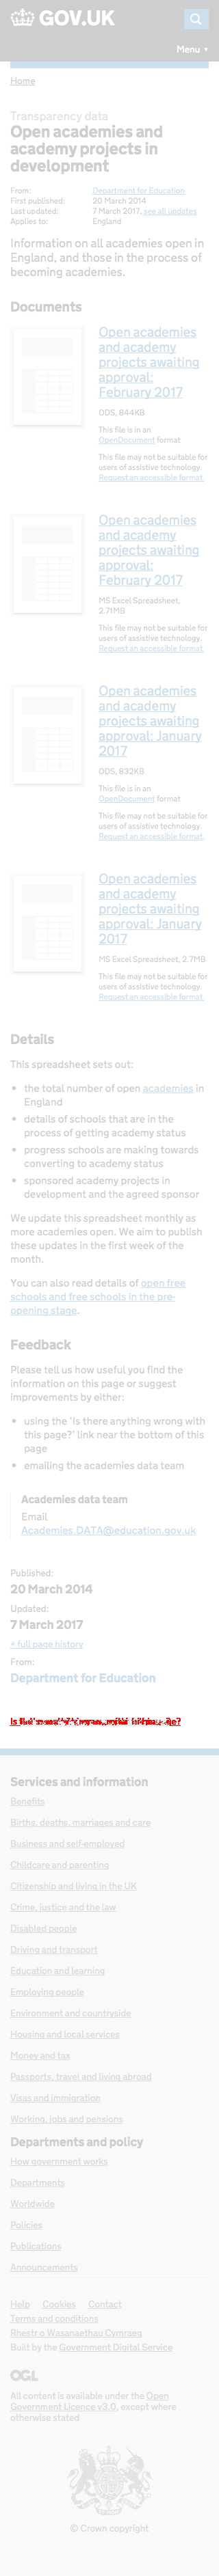 GOV.UK
Menu ▼
Home
Transparency data
Open academies and
academy projects in
development
From: Department for Education
First published: 20 March 2014
Last updated: 7 March 2017, see all updates
Applies to: England
Information on all academies open in
England, and those in the process of
becoming academies.
Documents
Open academies
and academy
projects awaiting
approval:
February 2017
ODS, 844KB
This file is in an
OpenDocument format
This file may not be suitable for
users of assistive technology.
Request an accessible format.
Open academies
and academy
projects awaiting
approval:
February 2017
MS Excel Spreadsheet,
2.71MB
This file may not be suitable for
users of assistive technology.
Request an accessible format.
Open academies
and academy
projects awaiting
approval: January
2017
ODS, 832KB
This file is in an
OpenDocument format
This file may not be suitable for
users of assistive technology.
Request an accessible format.
Open academies
and academy
projects awaiting
approval: January
2017
MS Excel Spreadsheet, 2.7MB
This file may not be suitable for
users of assistive technology.
Request an accessible format.
Details
This spreadsheet sets out:
• the total number of open academies in
England
• details of schools that are in the
process of getting academy status
• progress schools are making towards
converting to academy status
• sponsored academy projects in
development and the agreed sponsor
We update this spreadsheet monthly as
more academies open. We aim to publish
these updates in the first week of the
month.
You can also read details of open free
schools and free schools in the pre-
opening stage.
Feedback
Please tell us how useful you find the
information on this page or suggest
improvements by either:
• using the 'Is there anything wrong with
this page?' link near the bottom of this
page
• emailing the academies data team
Academies data team
Email
Academies.DATA@education.gov.uk
Published:
20 March 2014
Updated:
7 March 2017
+ full page history
From:
Department for Education
Is
Services and information
Benefits
Births, deaths, marriages and care
Business and self-employed
Childcare and parenting
Citizenship and living in the UK
Crime, justice and the law
Disabled people
Driving and transport
Education and learning
Employing people
Environment and countryside
Housing and local services
Money and tax
Passports, travel and living abroad
Visas and immigration
Working, jobs and pensions
Departments and policy
How government works
Departments
Worldwide
Policies
Publications
Announcements
Help Cookies Contact
Terms and conditions
Rhestr o Wasanaethau Cymraeg
Built by the Government Digital Service
OGL
All content is available under the Open
Government Licence v3.0, except where
otherwise stated
© Crown copyright